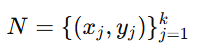 N = {(x_j, y_j)}_{j=1}^k